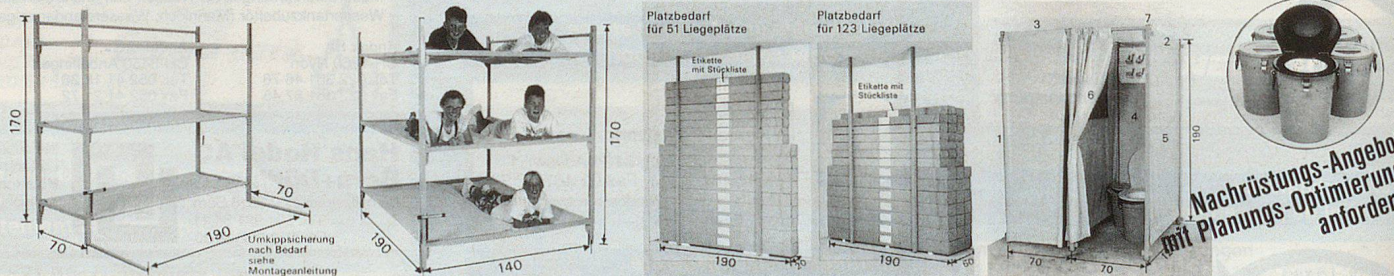 170
70
190
70
Umkippsicherung
nach Bedarf
siehe
Montageanleitung
190
140
170
Platzbedarf
für 51 Liegeplätze
Etikette
mit Stückliste
190
Platzbedarf
für 123 Liegeplätze
Etikette mit
Stückliste
190
60
3
7
2
6
1
4
5
190
70
70
Nachrüstungs-Angebo
mit Planungs-Optimierun
anforder